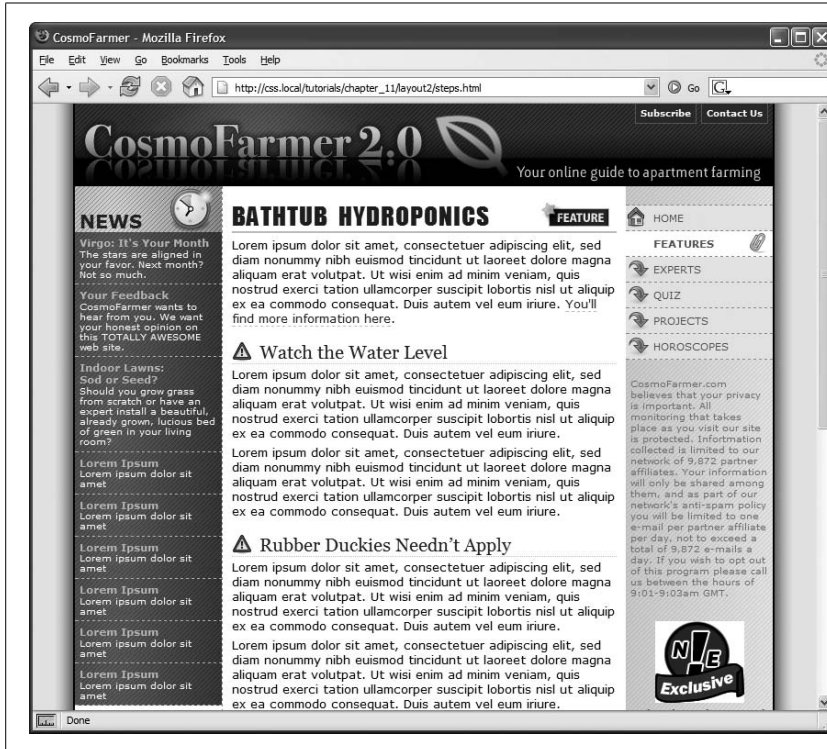 CosmoFarmer - Mozilla Firefox
File Edit View Go Bookmarks Tools Help
http://css.local/tutorials/chapter_11/layout2/steps.html
Go
G
Subscribe Contact Us
CosmoFarmer 2.0
Your online guide to apartment farming
NEWS
Virgo: It's Your Month
The stars are aligned in
your favor. Next month?
Not so much.
Your Feedback
CosmoFarmer wants to
hear from you. We want
your honest opinion on
this TOTALLY AWESOME
web site.
Indoor Lawns:
Sod or Seed?
Should you grow grass
from scratch or have an
expert install a beautiful,
already grown, lucious bed
of green in your living
room?
Lorem Ipsum
Lorem ipsum dolor sit
amet
Lorem Ipsum
Lorem ipsum dolor sit
amet
Lorem Ipsum
Lorem ipsum dolor sit
amet
Lorem Ipsum
Lorem ipsum dolor sit
amet
Lorem Ipsum
Lorem ipsum dolor sit
amet
Lorem Ipsum
Lorem ipsum dolor sit
amet
BATHTUB HYDROPONICS
FEATURE
Lorem ipsum dolor sit amet, consectetuer adipiscing elit, sed
diam nonummy nibh euismod tincidunt ut laoreet dolore magna
aliquam erat volutpat. Ut wisi enim ad minim veniam, quis
nostrud exerci tation ullamcorper suscipit lobortis nisl ut aliquip
ex ea commodo consequat. Duis autem vel eum iriure. You'll
find more information here.
Watch the Water Level
Lorem ipsum dolor sit amet, consectetuer adipiscing elit, sed
diam nonummy nibh euismod tincidunt ut laoreet dolore magna
aliquam erat volutpat. Ut wisi enim ad minim veniam, quis
nostrud exerci tation ullamcorper suscipit lobortis nisl ut aliquip
ex ea commodo consequat. Duis autem vel eum iriure.
Lorem ipsum dolor sit amet, consectetuer adipiscing elit, sed
diam nonummy nibh euismod tincidunt ut laoreet dolore magna
aliquam erat volutpat. Ut wisi enim ad minim veniam, quis
nostrud exerci tation ullamcorper suscipit lobortis nisl ut aliquip
ex ea commodo consequat. Duis autem vel eum iriure.
Rubber Duckies Needn't Apply
Lorem ipsum dolor sit amet, consectetuer adipiscing elit, sed
diam nonummy nibh euismod tincidunt ut laoreet dolore magna
aliquam erat volutpat. Ut wisi enim ad minim veniam, quis
nostrud exerci tation ullamcorper suscipit lobortis nisl ut aliquip
ex ea commodo consequat. Duis autem vel eum iriure.
Lorem ipsum dolor sit amet, consectetuer adipiscing elit, sed
diam nonummy nibh euismod tincidunt ut laoreet dolore magna
aliquam erat volutpat. Ut wisi enim ad minim veniam, quis
nostrud exerci tation ullamcorper suscipit lobortis nisl ut aliquip
ex ea commodo consequat. Duis autem vel eum iriure.
HOME
FEATURES
EXPERTS
QUIZ
PROJECTS
HOROSCOPES
CosmoFarmer.com
believes that your privacy
is important. All
monitoring that takes
place as you visit our site
is protected. Information
collected is limited to our
network of 9,872 partner
affiliates. Your information
will only be shared among
them, and as part of our
network's anti-spam policy
you will be limited to one
e-mail per partner affiliate
per day, not to exceed a
total of 9,872 e-mails a
day. If you wish to opt out
of this program please call
us between the hours of
9:01-9:03am GMT.
N!E
Exclusive
Done